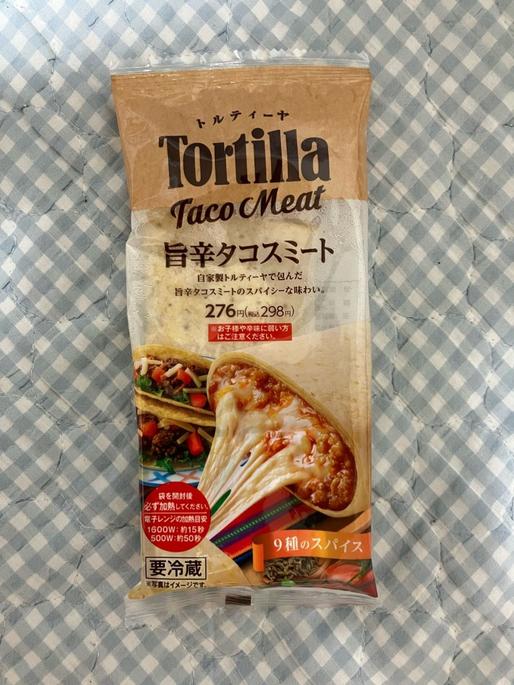 トルティーヤ
Tortilla
Taco Meat
旨辛タコスミート
自家製トルティーヤで包んだ
旨辛タコスミートのスパイシーな味わい。
276円(税込298円)
※お子様や辛味に弱い方
はご注意ください。
袋を開封後
必ず加熱してください。
電子レンジの加熱目安
1600W:約15秒
500W:約50秒
9種のスパイス
要冷蔵
※写真はイメージです。